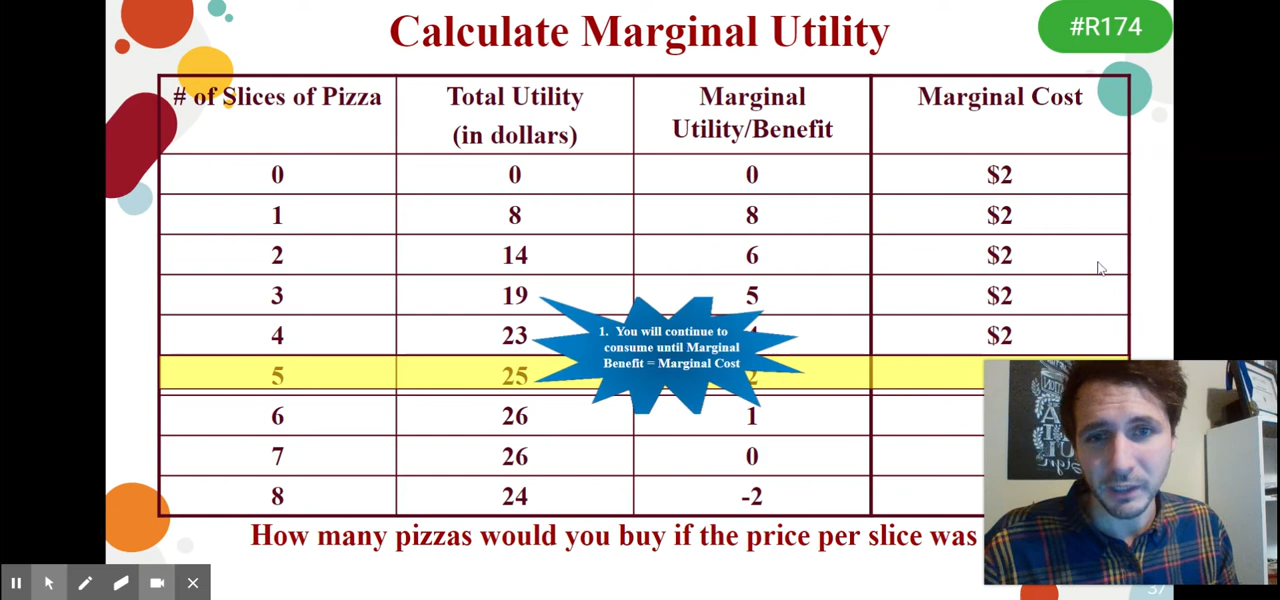 Calculate Marginal Utility
#R174
# of Slices of Pizza
Total Utility
(in dollars)
Marginal
Utility/Benefit
Marginal Cost
0 0 0 $2
1 8 8 $2
2 14 6 $2
3 19 5 $2
4 23 $2
5 25 2
6 26 1
7 26 0
8 24 -2
1. You will continue to
consume until Marginal
Benefit = Marginal Cost
How many pizzas would you buy if the price per slice was
37